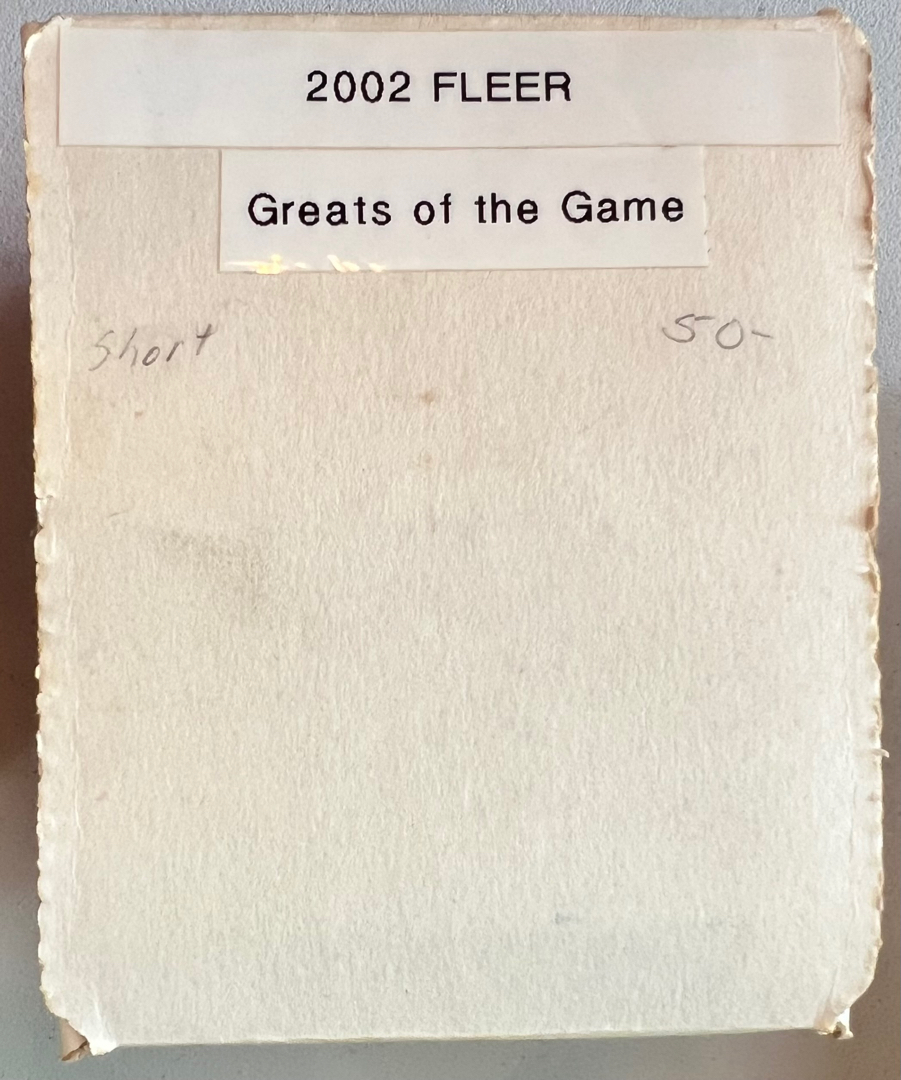 2002 FLEER
Greats of the Game
Short 50-